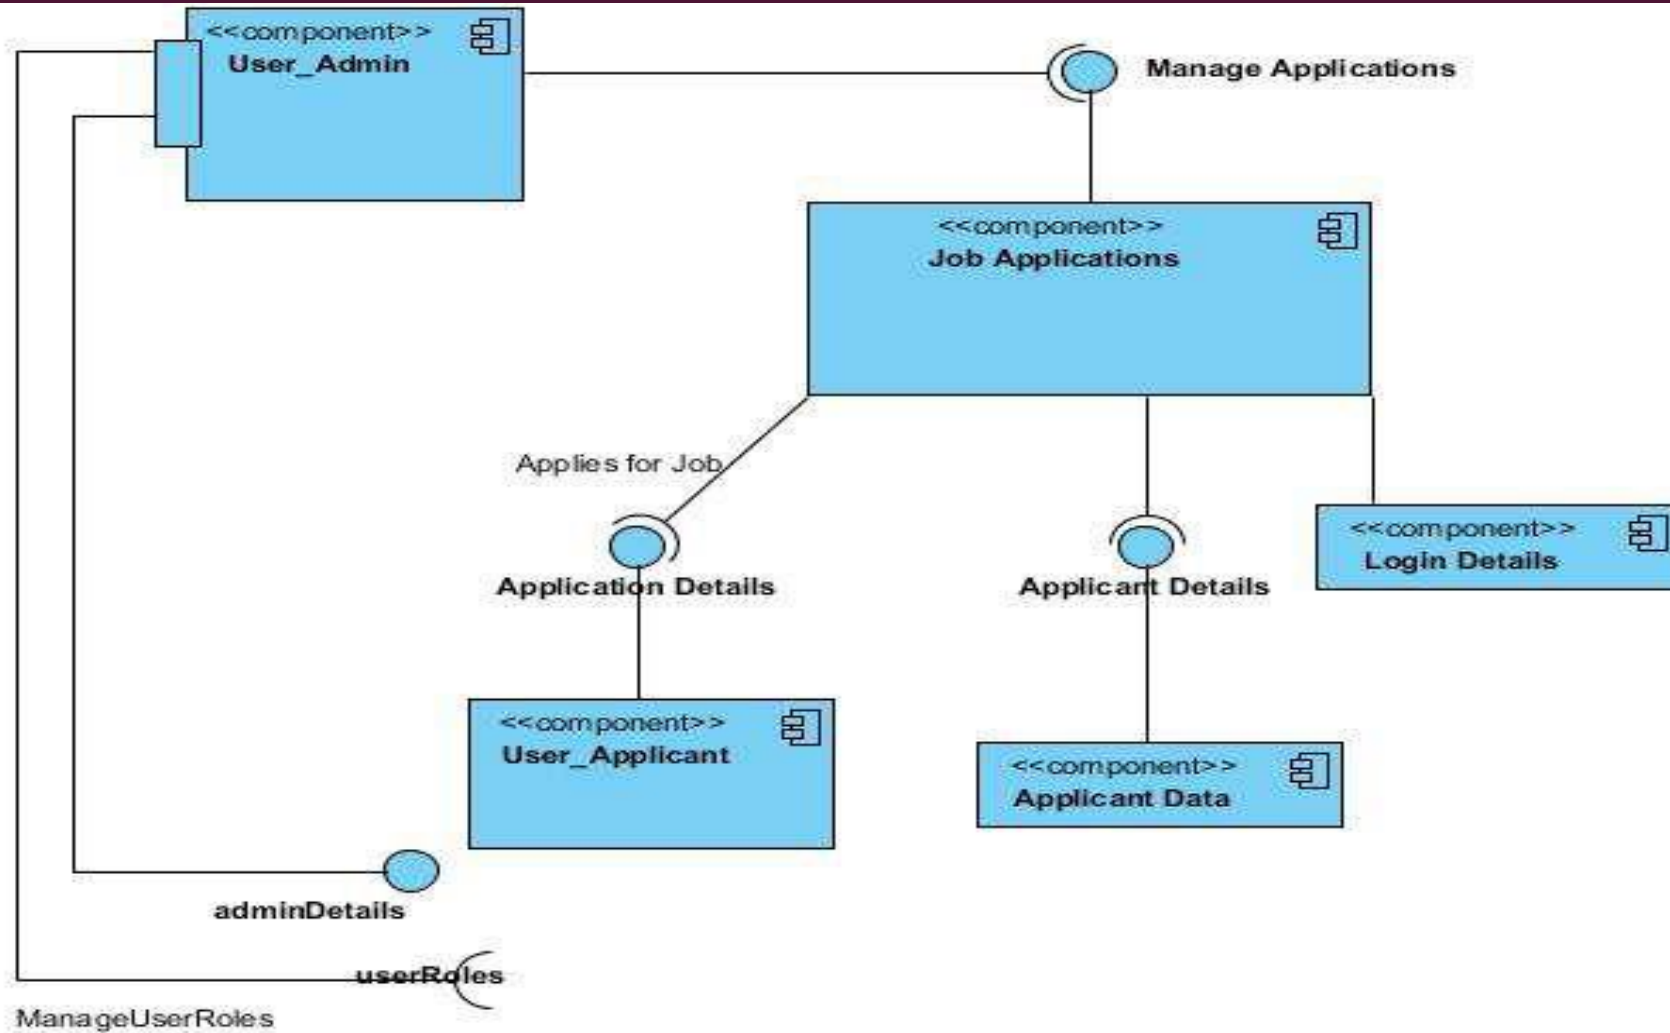 <<component>>
User_Admin
Manage Applications
<<component>>
Job Applications
Applies for Job
Application Details
Applicant Details
<<component>>
Login Details
<<component>>
User_Applicant
<<component>>
Applicant Data
adminDetails
userRoles
ManageUserRoles